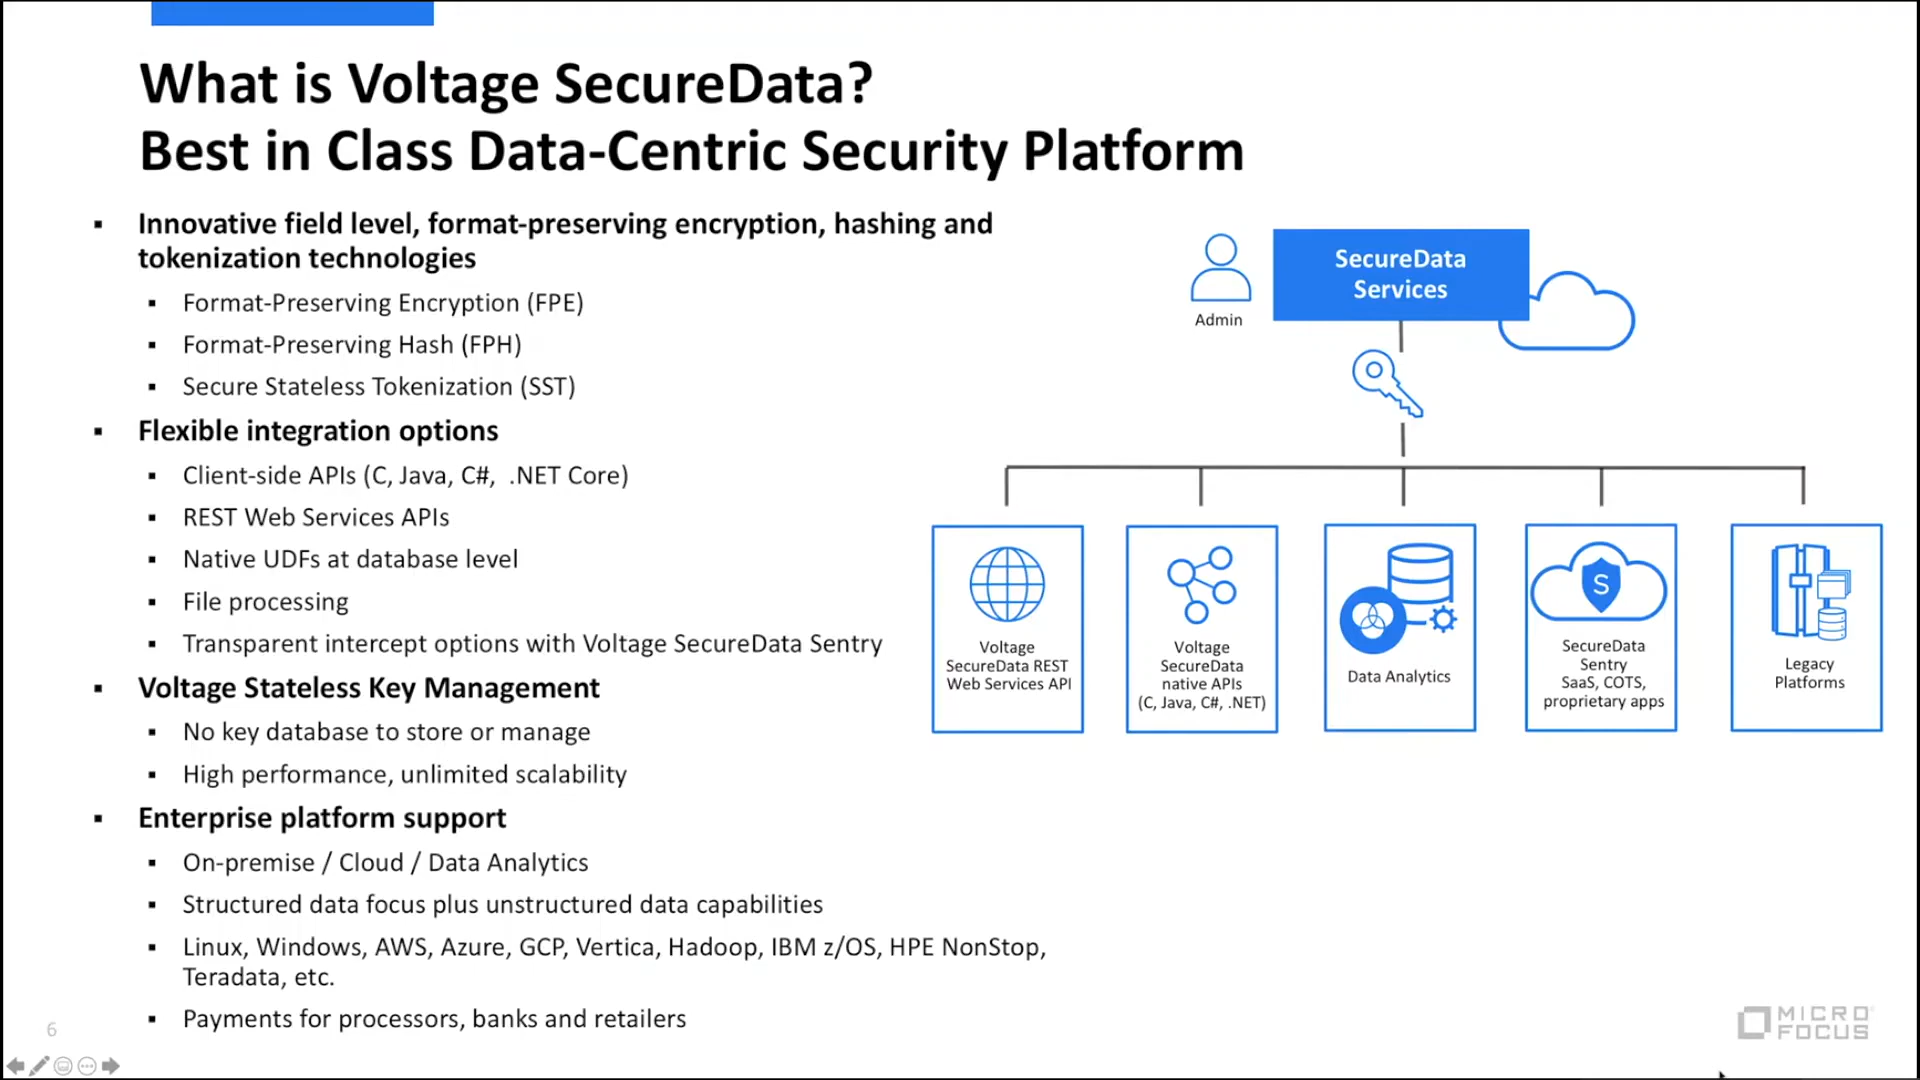 What is Voltage SecureData?
Best in Class Data-Centric Security Platform
▪ Innovative field level, format-preserving encryption, hashing and
tokenization technologies
▪ Format-Preserving Encryption (FPE)
▪ Format-Preserving Hash (FPH)
▪ Secure Stateless Tokenization (SST)
▪ Flexible integration options
▪ Client-side APIs (C, Java, C#,  .NET Core)
▪ REST Web Services APIs
▪ Native UDFs at database level
▪ File processing
▪ Transparent intercept options with Voltage SecureData Sentry
▪ Voltage Stateless Key Management
▪ No key database to store or manage
▪ High performance, unlimited scalability
▪ Enterprise platform support
▪ On-premise / Cloud / Data Analytics
▪ Structured data focus plus unstructured data capabilities
▪ Linux, Windows, AWS, Azure, GCP, Vertica, Hadoop, IBM z/OS, HPE NonStop,
Teradata, etc.
▪ Payments for processors, banks and retailers
Admin
SecureData
Services
Voltage
SecureData REST
Web Services API
Voltage
SecureData
native APIs
(C, Java, C#, .NET)
Data Analytics
S
SecureData
Sentry
SaaS, COTS,
proprietary apps
Legacy
Platforms
6
MICRO
FOCUS